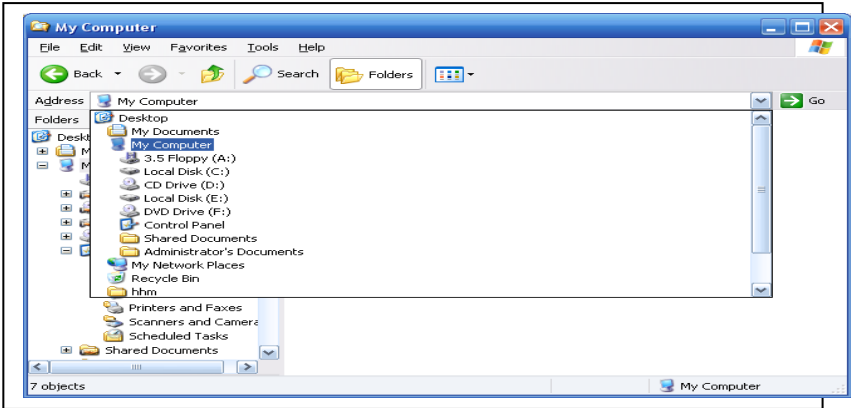 My Computer
File Edit View Favorites Tools Help
Back Search Folders
Address My Computer Go
Folders
Desktop
My Documents
My Computer
3.5 Floppy (A:)
Local Disk (C:)
CD Drive (D:)
Local Disk (E:)
DVD Drive (F:)
Control Panel
Shared Documents
Administrator's Documents
My Network Places
Recycle Bin
hhm
Deskt
M
M
Printers and Faxes
Scanners and Camera
Scheduled Tasks
Shared Documents
7 objects My Computer